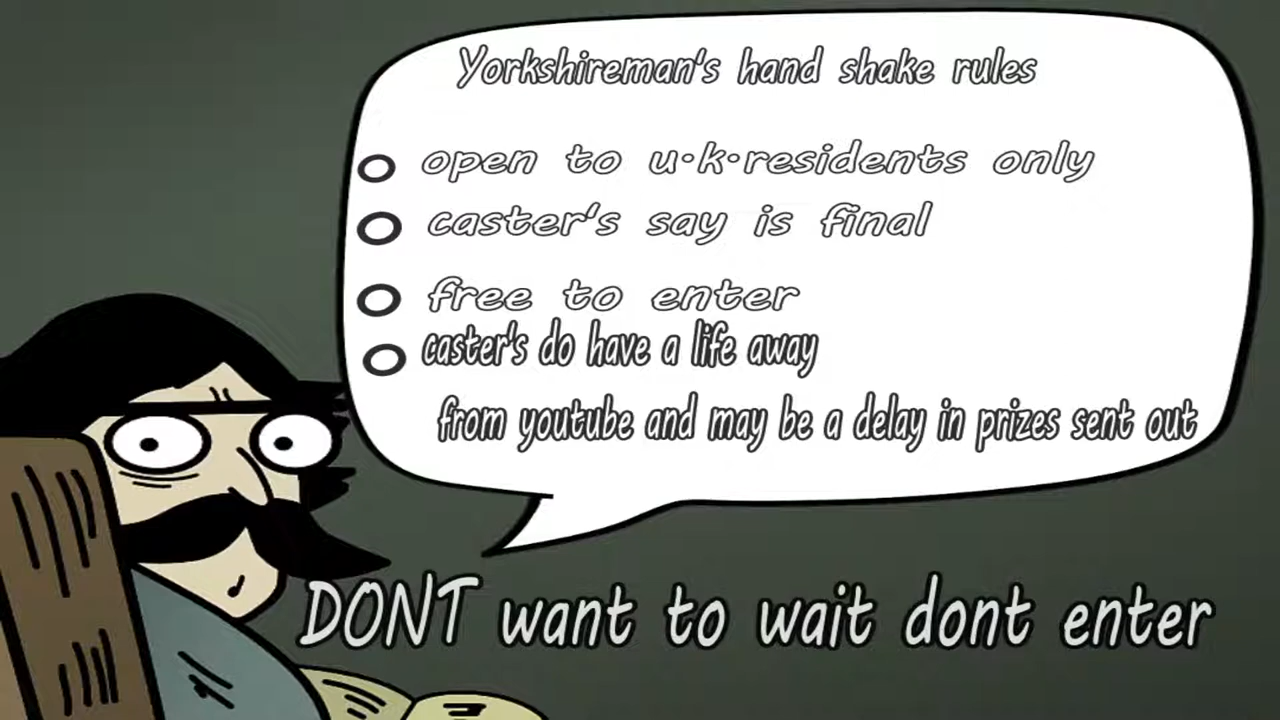 Yorkshireman's hand shake rules
open to u.k.residents only
caster's say is final
free to enter
caster's do have a life away
from youtube and may be a delay in prizes sent out
DONT want to wait dont enter